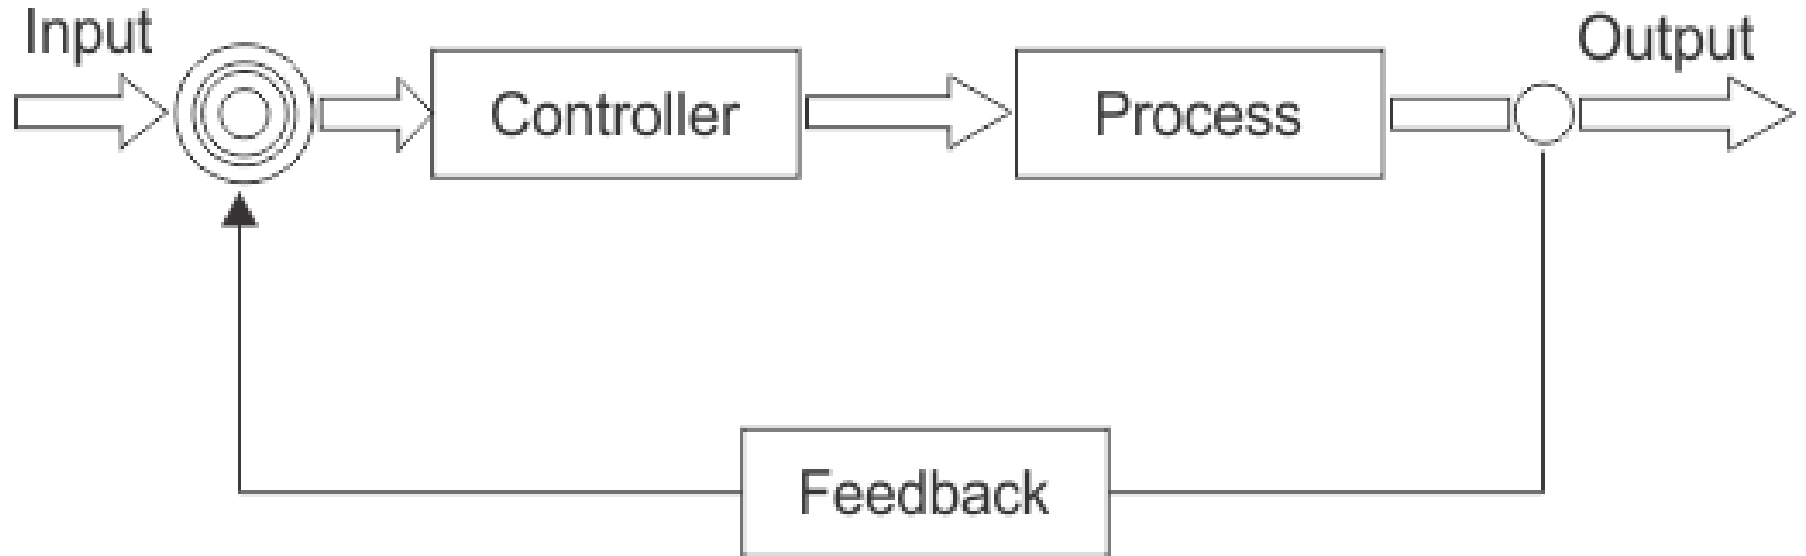 Input
Output
Controller
Process
Feedback